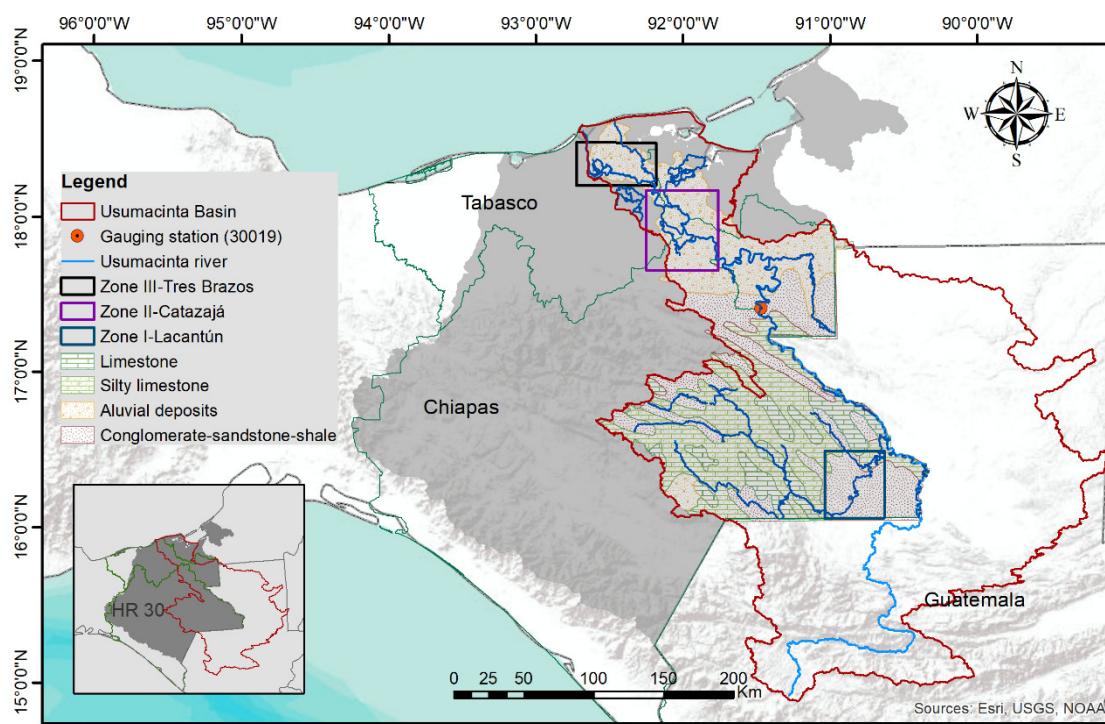 96°0'0"W 95°0'0"W 94°0'0"W 93°0'0"W 92°0'0"W 91°0'0"W 90°0'0"W
19°0'0"N
18°0'0"N
17°0'0"N
16°0'0"N
15°0'0"N
N
W E
S
Legend
Usumacinta Basin
Gauging station (30019)
Usumacinta river
Zone III-Tres Brazos
Zone II-Catazajá
Zone I-Lacantún
Limestone
Silty limestone
Aluvial deposits
Conglomerate-sandstone-shale
Tabasco
Chiapas
Guatemala
HR 30
0 25 50 100 150 200
Km
Sources: Esri, USGS, NOAA